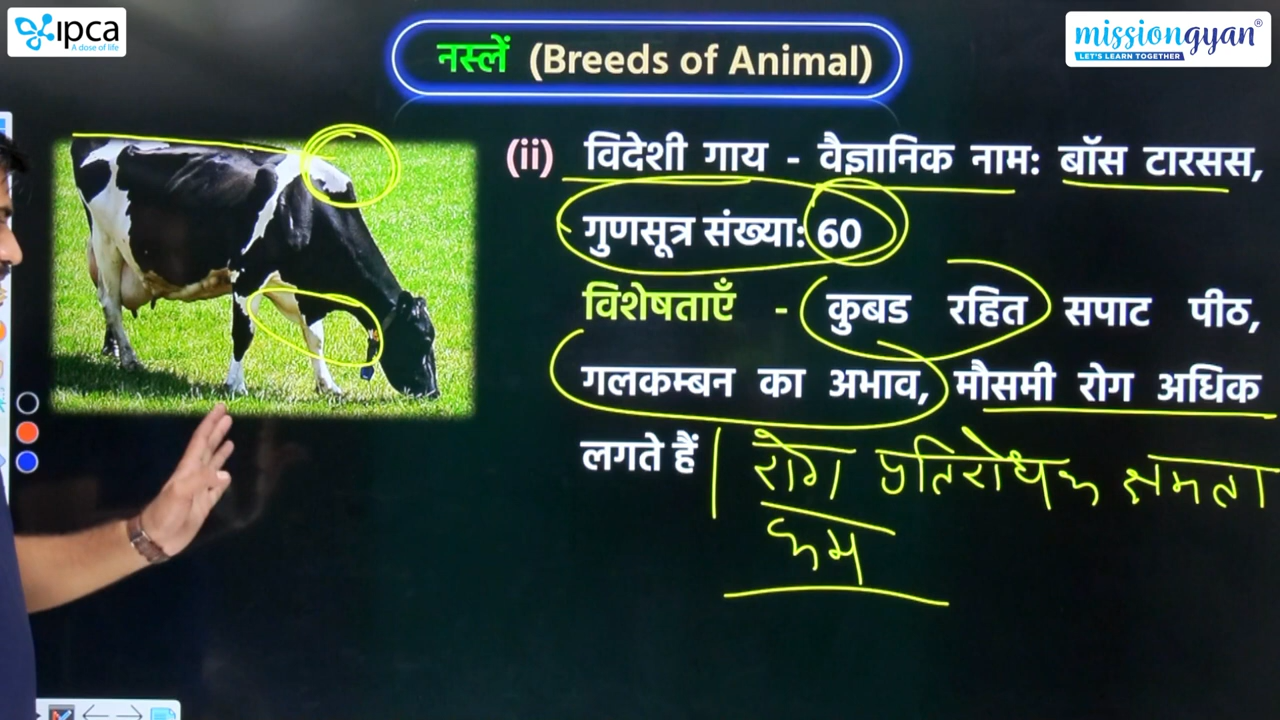 ipca
A dose of life
नस्लें (Breeds of Animal)
missiongyan®
LET'S LEARN TOGETHER
(ii) विदेशी गाय - वैज्ञानिक नाम: बॉस टारसस,
गुणसूत्र संख्या: 60
विशेषताएँ - कुबड रहित सपाट पीठ,
गलकम्बन का अभाव, मौसमी रोग अधिक
लगते हैं
रोग प्रतिरोधक क्षमता
कम